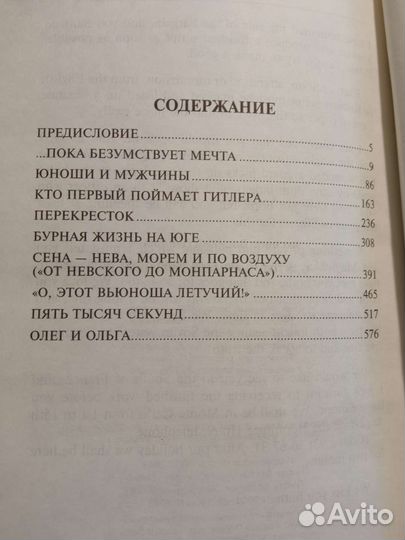 СОДЕРЖАНИЕ
ПРЕДИСЛОВИЕ 5
...ПОКА БЕЗУМСТВУЕТ МЕЧТА 9
ЮНОШИ И МУЖЧИНЫ 86
КТО ПЕРВЫЙ ПОЙМАЕТ ГИТЛЕРА 163
ПЕРЕКРЕСТОК 236
БУРНАЯ ЖИЗНЬ НА ЮГЕ 308
СЕНА — НЕВА, МОРЕМ И ПО ВОЗДУХУ
(«ОТ НЕВСКОГО ДО МОНПАРНАСА») 391
«О, ЭТОТ ВЬЮНОША ЛЕТУЧИЙ!» 465
ПЯТЬ ТЫСЯЧ СЕКУНД 517
ОЛЕГ И ОЛЬГА 576
Avito